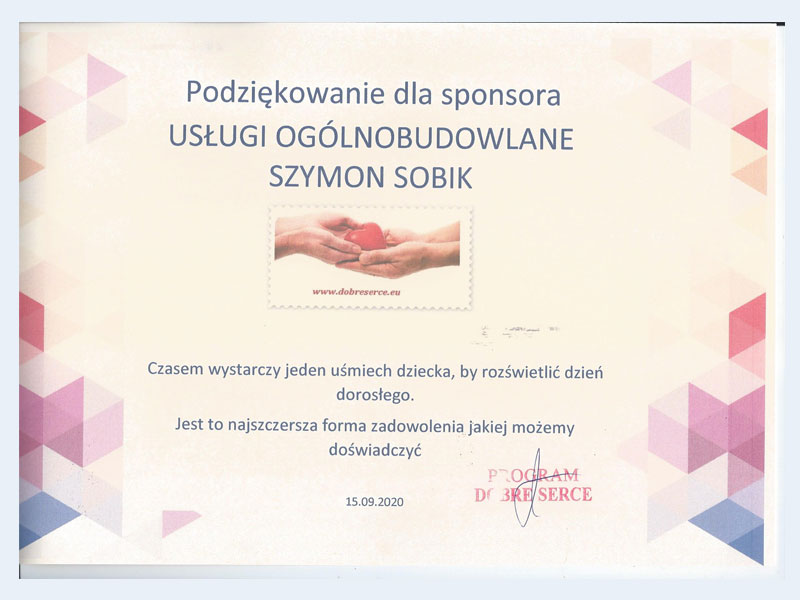 Podziękowanie dla sponsora
USŁUGI OGÓLNOBUDOWLANE
SZYMON SOBIK
www.dobreserce.eu
Czasem wystarczy jeden uśmiech dziecka, by rozświetlić dzień
dorosłego.
Jest to najszczersza forma zadowolenia jakiej możemy
doświadczyć
PROGRAM
DOBRE SERCE
15.09.2020